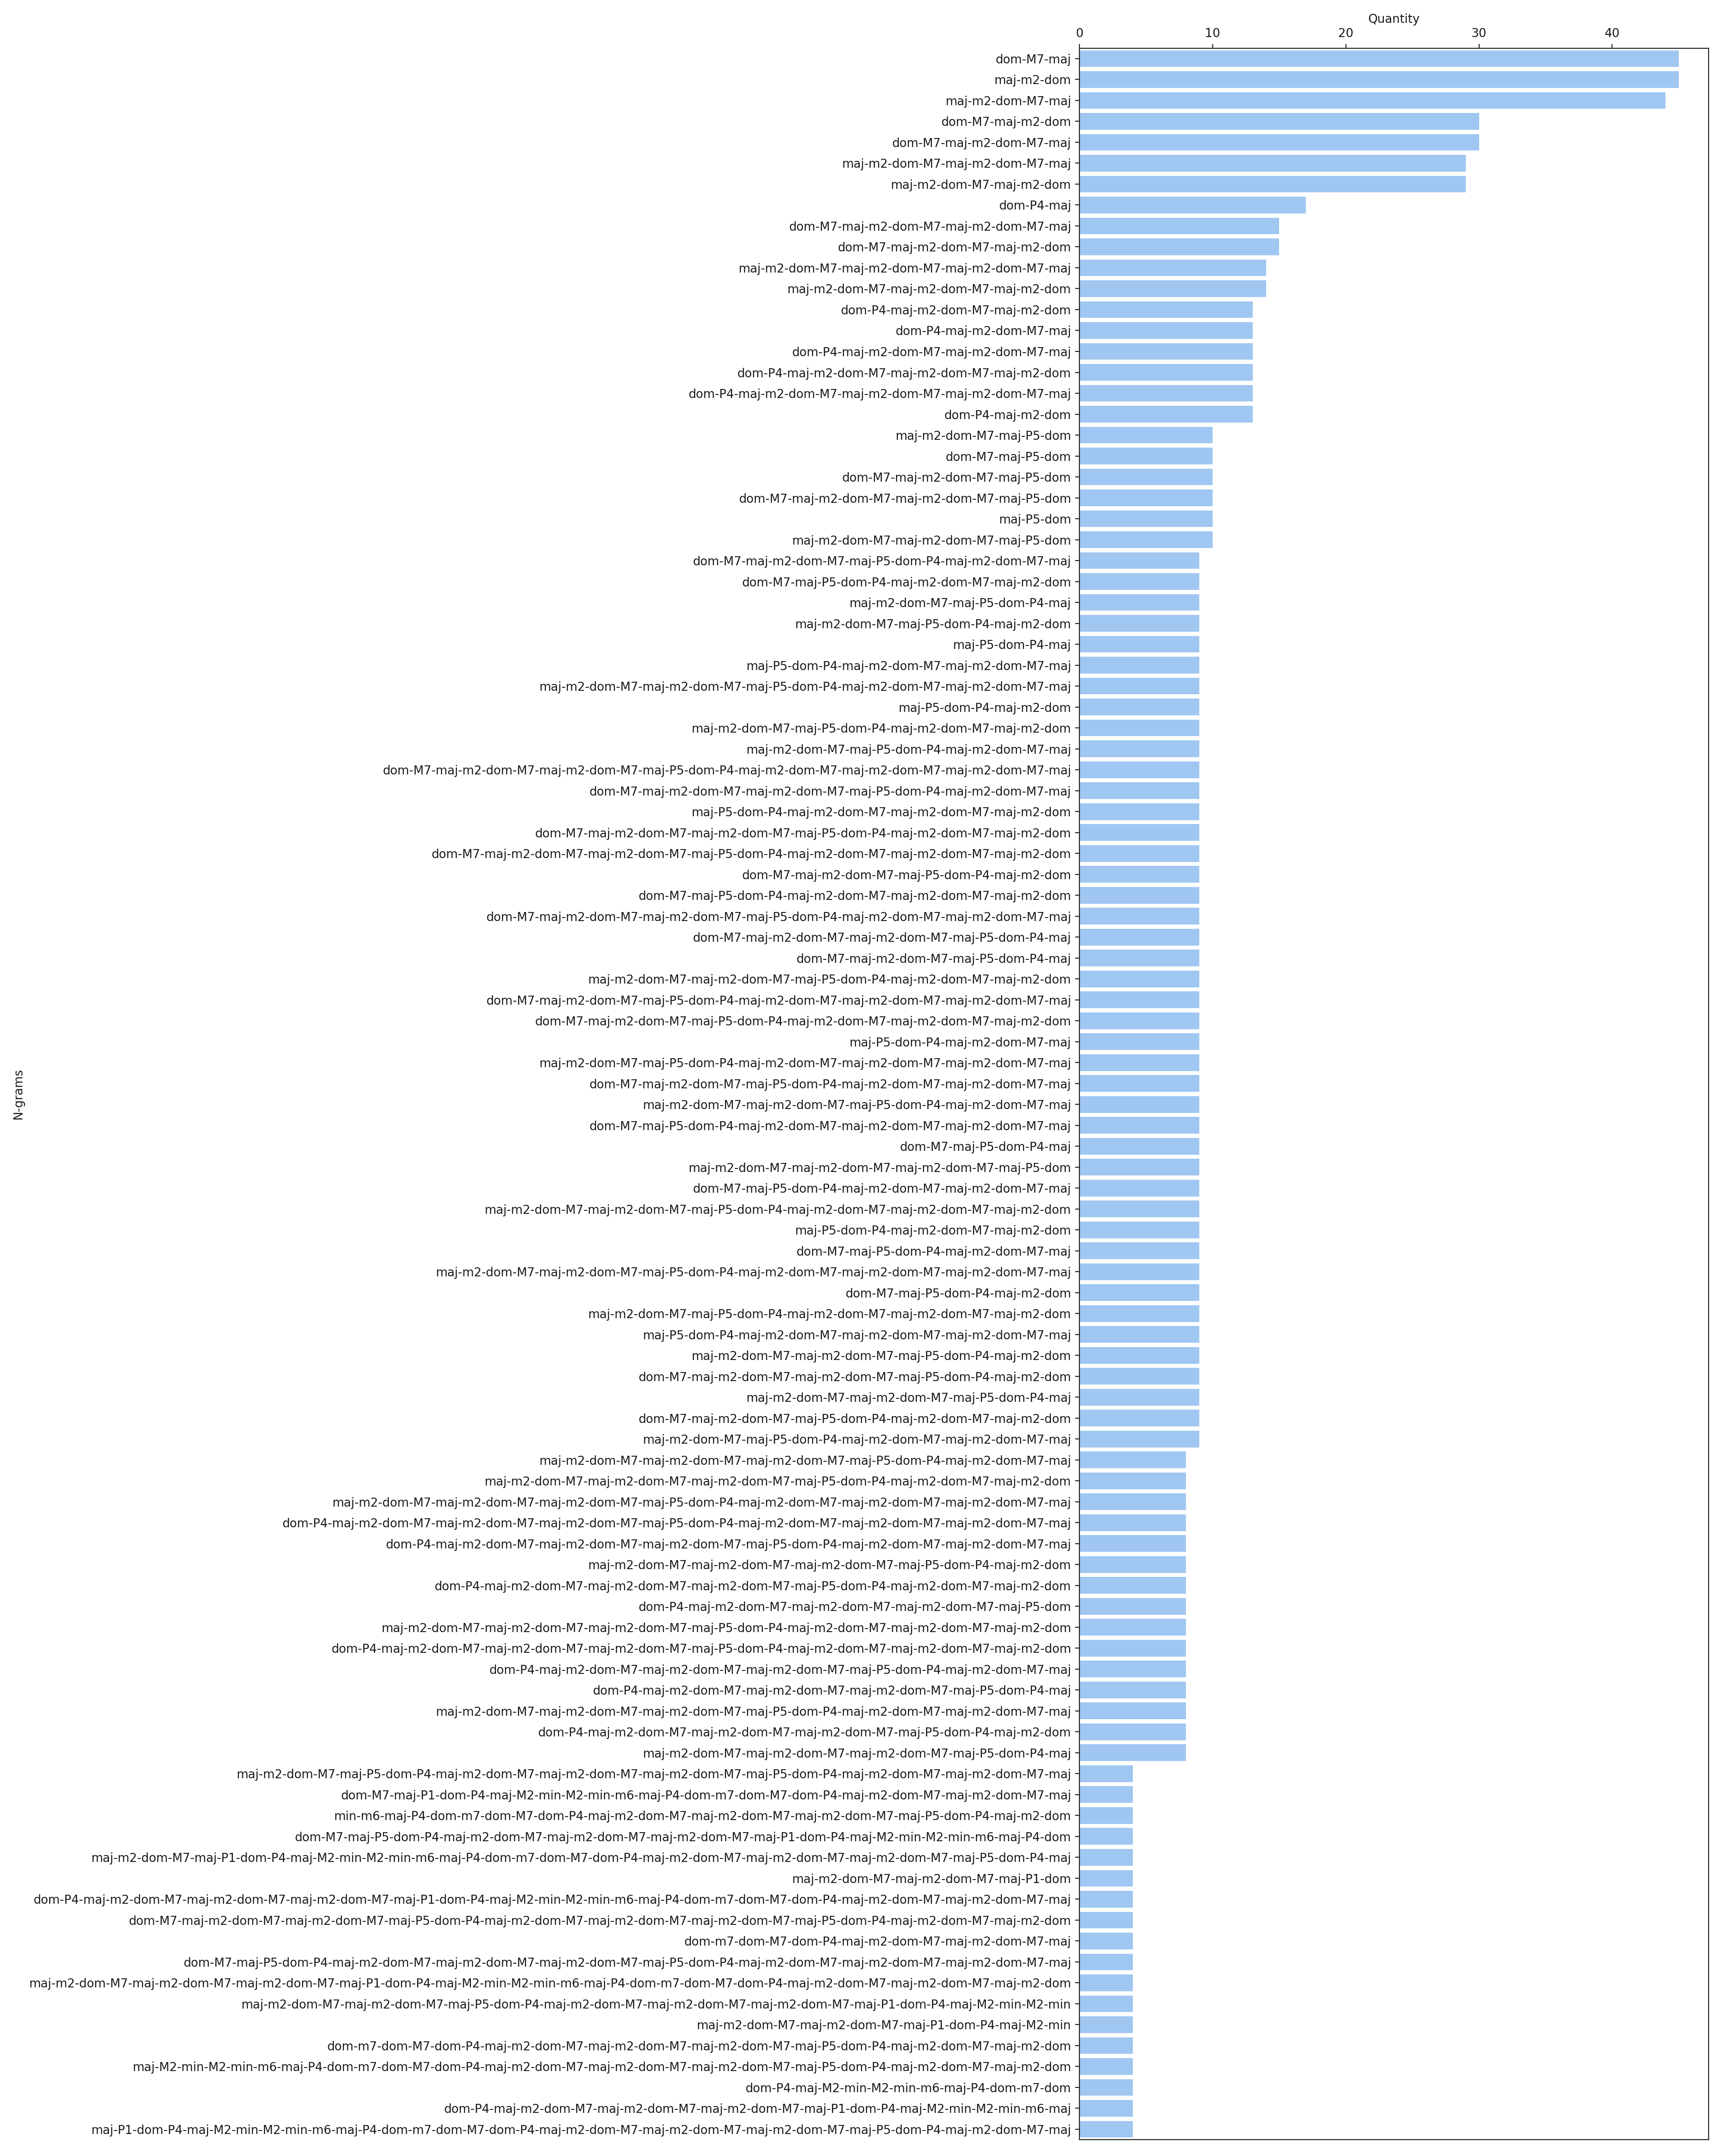 Quantity
0 10 20 30 40
dom-M7-maj
maj-m2-dom
maj-m2-dom-M7-maj
dom-M7-maj-m2-dom
dom-M7-maj-m2-dom-M7-maj
maj-m2-dom-M7-maj-m2-dom-M7-maj
maj-m2-dom-M7-maj-m2-dom
dom-P4-maj
dom-M7-maj-m2-dom-M7-maj-m2-dom-M7-maj
dom-M7-maj-m2-dom-M7-maj-m2-dom
maj-m2-dom-M7-maj-m2-dom-M7-maj-m2-dom-M7-maj
maj-m2-dom-M7-maj-m2-dom-M7-maj-m2-dom
dom-P4-maj-m2-dom-M7-maj-m2-dom
dom-P4-maj-m2-dom-M7-maj
dom-P4-maj-m2-dom-M7-maj-m2-dom-M7-maj
dom-P4-maj-m2-dom-M7-maj-m2-dom-M7-maj-m2-dom
dom-P4-maj-m2-dom-M7-maj-m2-dom-M7-maj-m2-dom-M7-maj
dom-P4-maj-m2-dom
maj-m2-dom-M7-maj-P5-dom
dom-M7-maj-P5-dom
dom-M7-maj-m2-dom-M7-maj-P5-dom
dom-M7-maj-m2-dom-M7-maj-m2-dom-M7-maj-P5-dom
maj-P5-dom
maj-m2-dom-M7-maj-m2-dom-M7-maj-P5-dom
dom-M7-maj-m2-dom-M7-maj-P5-dom-P4-maj-m2-dom-M7-maj
dom-M7-maj-P5-dom-P4-maj-m2-dom-M7-maj-m2-dom
maj-m2-dom-M7-maj-P5-dom-P4-maj
maj-m2-dom-M7-maj-P5-dom-P4-maj-m2-dom
maj-P5-dom-P4-maj
maj-P5-dom-P4-maj-m2-dom-M7-maj-m2-dom-M7-maj
maj-m2-dom-M7-maj-m2-dom-M7-maj-P5-dom-P4-maj-m2-dom-M7-maj-m2-dom-M7-maj
maj-P5-dom-P4-maj-m2-dom
maj-m2-dom-M7-maj-P5-dom-P4-maj-m2-dom-M7-maj-m2-dom
maj-m2-dom-M7-maj-P5-dom-P4-maj-m2-dom-M7-maj
dom-M7-maj-m2-dom-M7-maj-m2-dom-M7-maj-P5-dom-P4-maj-m2-dom-M7-maj-m2-dom-M7-maj-m2-dom-M7-maj
dom-M7-maj-m2-dom-M7-maj-m2-dom-M7-maj-P5-dom-P4-maj-m2-dom-M7-maj
maj-P5-dom-P4-maj-m2-dom-M7-maj-m2-dom-M7-maj-m2-dom
dom-M7-maj-m2-dom-M7-maj-m2-dom-M7-maj-P5-dom-P4-maj-m2-dom-M7-maj-m2-dom
dom-M7-maj-m2-dom-M7-maj-m2-dom-M7-maj-P5-dom-P4-maj-m2-dom-M7-maj-m2-dom-M7-maj-m2-dom
dom-M7-maj-m2-dom-M7-maj-P5-dom-P4-maj-m2-dom
dom-M7-maj-P5-dom-P4-maj-m2-dom-M7-maj-m2-dom-M7-maj-m2-dom
dom-M7-maj-m2-dom-M7-maj-m2-dom-M7-maj-P5-dom-P4-maj-m2-dom-M7-maj-m2-dom-M7-maj
dom-M7-maj-m2-dom-M7-maj-m2-dom-M7-maj-P5-dom-P4-maj
dom-M7-maj-m2-dom-M7-maj-P5-dom-P4-maj
maj-m2-dom-M7-maj-m2-dom-M7-maj-P5-dom-P4-maj-m2-dom-M7-maj-m2-dom
dom-M7-maj-m2-dom-M7-maj-P5-dom-P4-maj-m2-dom-M7-maj-m2-dom-M7-maj-m2-dom-M7-maj
dom-M7-maj-m2-dom-M7-maj-P5-dom-P4-maj-m2-dom-M7-maj-m2-dom-M7-maj-m2-dom
maj-P5-dom-P4-maj-m2-dom-M7-maj
maj-m2-dom-M7-maj-P5-dom-P4-maj-m2-dom-M7-maj-m2-dom-M7-maj-m2-dom-M7-maj
dom-M7-maj-m2-dom-M7-maj-P5-dom-P4-maj-m2-dom-M7-maj-m2-dom-M7-maj
maj-m2-dom-M7-maj-m2-dom-M7-maj-P5-dom-P4-maj-m2-dom-M7-maj
dom-M7-maj-P5-dom-P4-maj-m2-dom-M7-maj-m2-dom-M7-maj-m2-dom-M7-maj
dom-M7-maj-P5-dom-P4-maj
maj-m2-dom-M7-maj-m2-dom-M7-maj-m2-dom-M7-maj-P5-dom
dom-M7-maj-P5-dom-P4-maj-m2-dom-M7-maj-m2-dom-M7-maj
maj-m2-dom-M7-maj-m2-dom-M7-maj-P5-dom-P4-maj-m2-dom-M7-maj-m2-dom-M7-maj-m2-dom
maj-P5-dom-P4-maj-m2-dom-M7-maj-m2-dom
dom-M7-maj-P5-dom-P4-maj-m2-dom-M7-maj
maj-m2-dom-M7-maj-m2-dom-M7-maj-P5-dom-P4-maj-m2-dom-M7-maj-m2-dom-M7-maj-m2-dom-M7-maj
dom-M7-maj-P5-dom-P4-maj-m2-dom
maj-m2-dom-M7-maj-P5-dom-P4-maj-m2-dom-M7-maj-m2-dom-M7-maj-m2-dom
maj-P5-dom-P4-maj-m2-dom-M7-maj-m2-dom-M7-maj-m2-dom-M7-maj
maj-m2-dom-M7-maj-m2-dom-M7-maj-P5-dom-P4-maj-m2-dom
dom-M7-maj-m2-dom-M7-maj-m2-dom-M7-maj-P5-dom-P4-maj-m2-dom
maj-m2-dom-M7-maj-m2-dom-M7-maj-P5-dom-P4-maj
dom-M7-maj-m2-dom-M7-maj-P5-dom-P4-maj-m2-dom-M7-maj-m2-dom
maj-m2-dom-M7-maj-P5-dom-P4-maj-m2-dom-M7-maj-m2-dom-M7-maj
maj-m2-dom-M7-maj-m2-dom-M7-maj-m2-dom-M7-maj-P5-dom-P4-maj-m2-dom-M7-maj
maj-m2-dom-M7-maj-m2-dom-M7-maj-m2-dom-M7-maj-P5-dom-P4-maj-m2-dom-M7-maj-m2-dom
maj-m2-dom-M7-maj-m2-dom-M7-maj-m2-dom-M7-maj-P5-dom-P4-maj-m2-dom-M7-maj-m2-dom-M7-maj-m2-dom-M7-maj
dom-P4-maj-m2-dom-M7-maj-m2-dom-M7-maj-m2-dom-M7-maj-P5-dom-P4-maj-m2-dom-M7-maj-m2-dom-M7-maj-m2-dom-M7-maj
dom-P4-maj-m2-dom-M7-maj-m2-dom-M7-maj-m2-dom-M7-maj-P5-dom-P4-maj-m2-dom-M7-maj-m2-dom-M7-maj
maj-m2-dom-M7-maj-m2-dom-M7-maj-m2-dom-M7-maj-P5-dom-P4-maj-m2-dom
dom-P4-maj-m2-dom-M7-maj-m2-dom-M7-maj-m2-dom-M7-maj-P5-dom-P4-maj-m2-dom-M7-maj-m2-dom
dom-P4-maj-m2-dom-M7-maj-m2-dom-M7-maj-m2-dom-M7-maj-P5-dom
maj-m2-dom-M7-maj-m2-dom-M7-maj-m2-dom-M7-maj-P5-dom-P4-maj-m2-dom-M7-maj-m2-dom-M7-maj-m2-dom
dom-P4-maj-m2-dom-M7-maj-m2-dom-M7-maj-m2-dom-M7-maj-P5-dom-P4-maj-m2-dom-M7-maj-m2-dom-M7-maj-m2-dom
dom-P4-maj-m2-dom-M7-maj-m2-dom-M7-maj-m2-dom-M7-maj-P5-dom-P4-maj-m2-dom-M7-maj
dom-P4-maj-m2-dom-M7-maj-m2-dom-M7-maj-m2-dom-M7-maj-P5-dom-P4-maj
maj-m2-dom-M7-maj-m2-dom-M7-maj-m2-dom-M7-maj-P5-dom-P4-maj-m2-dom-M7-maj-m2-dom-M7-maj
dom-P4-maj-m2-dom-M7-maj-m2-dom-M7-maj-m2-dom-M7-maj-P5-dom-P4-maj-m2-dom
maj-m2-dom-M7-maj-m2-dom-M7-maj-m2-dom-M7-maj-P5-dom-P4-maj
maj-m2-dom-M7-maj-P5-dom-P4-maj-m2-dom-M7-maj-m2-dom-M7-maj-m2-dom-M7-maj-P5-dom-P4-maj-m2-dom-M7-maj-m2-dom-M7-maj
dom-M7-maj-P1-dom-P4-maj-M2-min-M2-min-m6-maj-P4-dom-m7-dom-M7-dom-P4-maj-m2-dom-M7-maj-m2-dom-M7-maj
min-m6-maj-P4-dom-m7-dom-M7-dom-P4-maj-m2-dom-M7-maj-m2-dom-M7-maj-m2-dom-M7-maj-P5-dom-P4-maj-m2-dom
dom-M7-maj-P5-dom-P4-maj-m2-dom-M7-maj-m2-dom-M7-maj-m2-dom-M7-maj-P1-dom-P4-maj-M2-min-M2-min-m6-maj-P4-dom
maj-m2-dom-M7-maj-P1-dom-P4-maj-M2-min-M2-min-m6-maj-P4-dom-m7-dom-M7-dom-P4-maj-m2-dom-M7-maj-m2-dom-M7-maj-m2-dom-M7-maj-P5-dom-P4-maj
maj-m2-dom-M7-maj-m2-dom-M7-maj-P1-dom
dom-P4-maj-m2-dom-M7-maj-m2-dom-M7-maj-m2-dom-M7-maj-P1-dom-P4-maj-M2-min-M2-min-m6-maj-P4-dom-m7-dom-M7-dom-P4-maj-m2-dom-M7-maj-m2-dom-M7-maj
dom-M7-maj-m2-dom-M7-maj-m2-dom-M7-maj-P5-dom-P4-maj-m2-dom-M7-maj-m2-dom-M7-maj-m2-dom-M7-maj-P5-dom-P4-maj-m2-dom-M7-maj-m2-dom
dom-m7-dom-M7-dom-P4-maj-m2-dom-M7-maj-m2-dom-M7-maj
dom-M7-maj-P5-dom-P4-maj-m2-dom-M7-maj-m2-dom-M7-maj-m2-dom-M7-maj-P5-dom-P4-maj-m2-dom-M7-maj-m2-dom-M7-maj-m2-dom-M7-maj
maj-m2-dom-M7-maj-m2-dom-M7-maj-m2-dom-M7-maj-P1-dom-P4-maj-M2-min-M2-min-m6-maj-P4-dom-m7-dom-M7-dom-P4-maj-m2-dom-M7-maj-m2-dom-M7-maj-m2-dom
maj-m2-dom-M7-maj-m2-dom-M7-maj-P5-dom-P4-maj-m2-dom-M7-maj-m2-dom-M7-maj-m2-dom-M7-maj-P1-dom-P4-maj-M2-min-M2-min
maj-m2-dom-M7-maj-m2-dom-M7-maj-P1-dom-P4-maj-M2-min
dom-m7-dom-M7-dom-P4-maj-m2-dom-M7-maj-m2-dom-M7-maj-m2-dom-M7-maj-P5-dom-P4-maj-m2-dom-M7-maj-m2-dom
maj-M2-min-M2-min-m6-maj-P4-dom-m7-dom-M7-dom-P4-maj-m2-dom-M7-maj-m2-dom-M7-maj-m2-dom-M7-maj-P5-dom-P4-maj-m2-dom-M7-maj-m2-dom
dom-P4-maj-M2-min-M2-min-m6-maj-P4-dom-m7-dom
dom-P4-maj-m2-dom-M7-maj-m2-dom-M7-maj-m2-dom-M7-maj-P1-dom-P4-maj-M2-min-M2-min-m6-maj
maj-P1-dom-P4-maj-M2-min-M2-min-m6-maj-P4-dom-m7-dom-M7-dom-P4-maj-m2-dom-M7-maj-m2-dom-M7-maj-m2-dom-M7-maj-P5-dom-P4-maj-m2-dom-M7-maj
N-grams